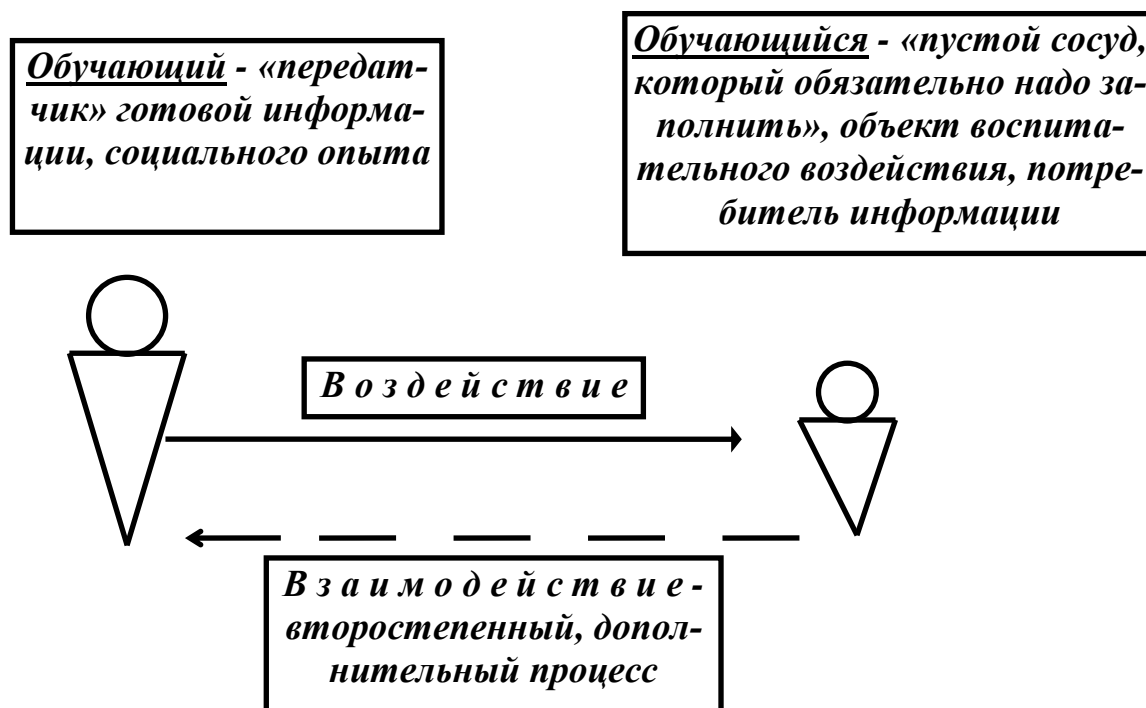 Обучающий - «передат-
чик» готовой информа-
ции, социального опыта
Обучающийся - «пустой сосуд,
который обязательно надо за-
полнить», объект воспита-
тельного воздействия, потре-
битель информации
В о з д е й с т в и е
В з а и м о д е й с т в и е -
второстепенный, допол-
нительный процесс